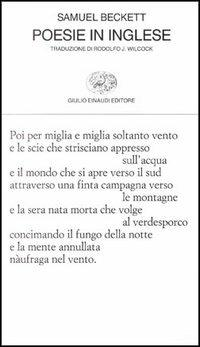 SAMUEL BECKETT
POESIE IN INGLESE
TRADUZIONE DI RODOLFO J. WILCOCK
GIULIO EINAUDI EDITORE
Poi per miglia e miglia soltanto vento
e le scie che strisciano appresso
sull'acqua
e il mondo che si apre verso il sud
attraverso una finta campagna verso
le montagne
e la sera nata morta che volge
al verdesporco
concimando il fungo della notte
e la mente annullata
nàufraga nel vento.